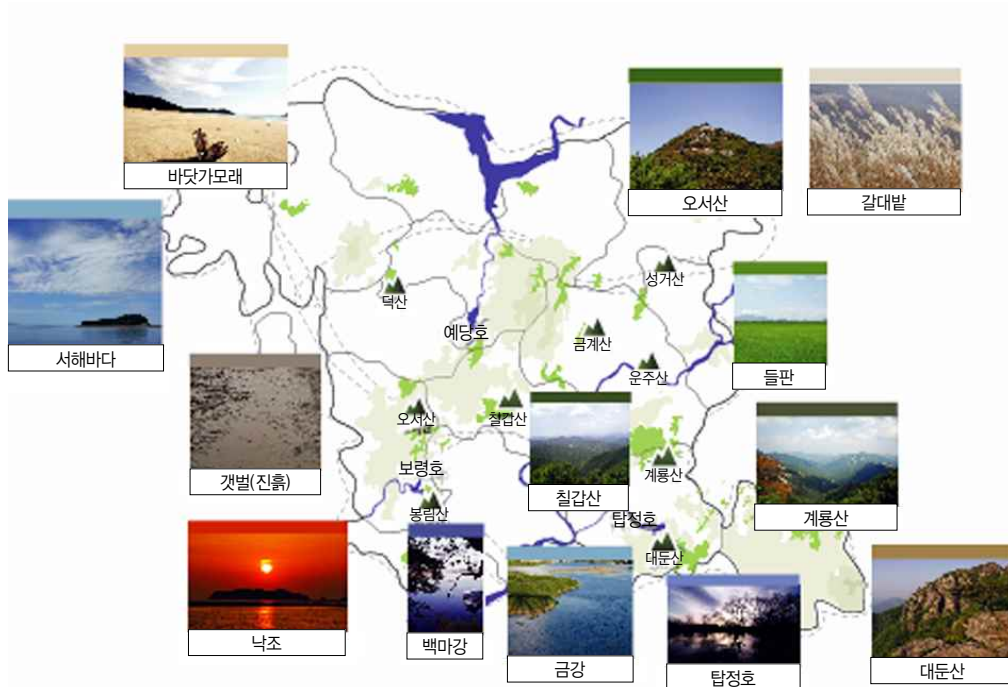 바닷가모래
오서산
갈대밭
서해바다
덕산
예당호
성거산
금계산
운주산
들판
갯벌(진흙)
오서산
칠갑산
보령호
봉림산
칠갑산
계룡산
계룡산
탑정호
대둔산
낙조
백마강
금강
탑정호
대둔산